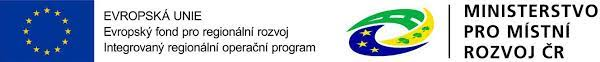 EVROPSKÁ UNIE
Evropský fond pro regionální rozvoj
Integrovaný regionální operační program
MINISTERSTVO
PRO MÍSTNÍ
ROZVOJ ČR